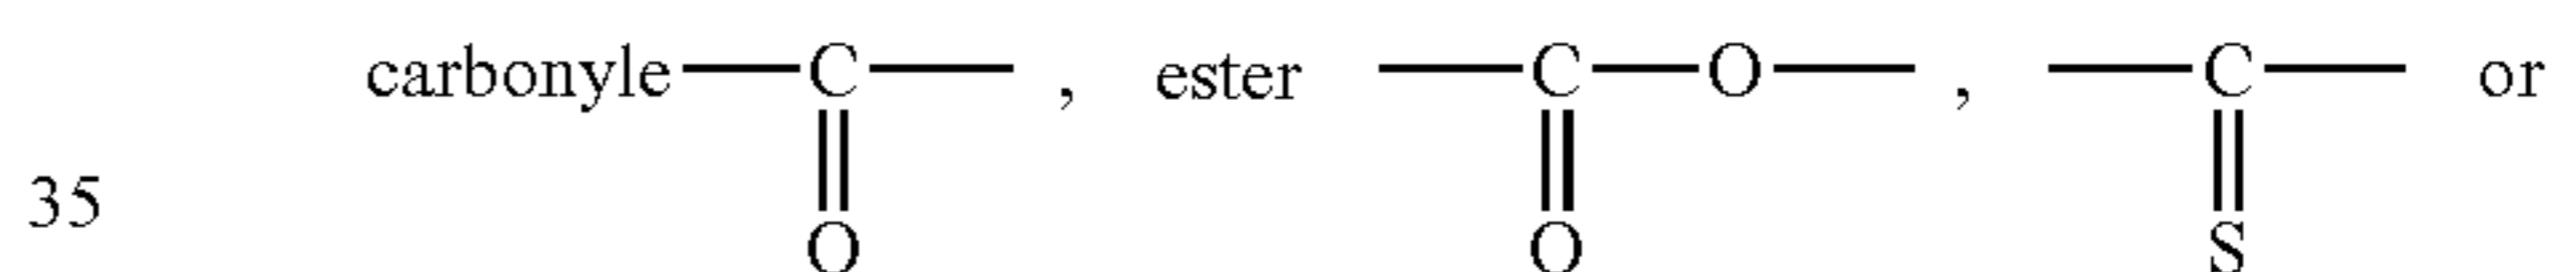 carbonyle—C—, ester —C—O—, —C— or
35
O O S